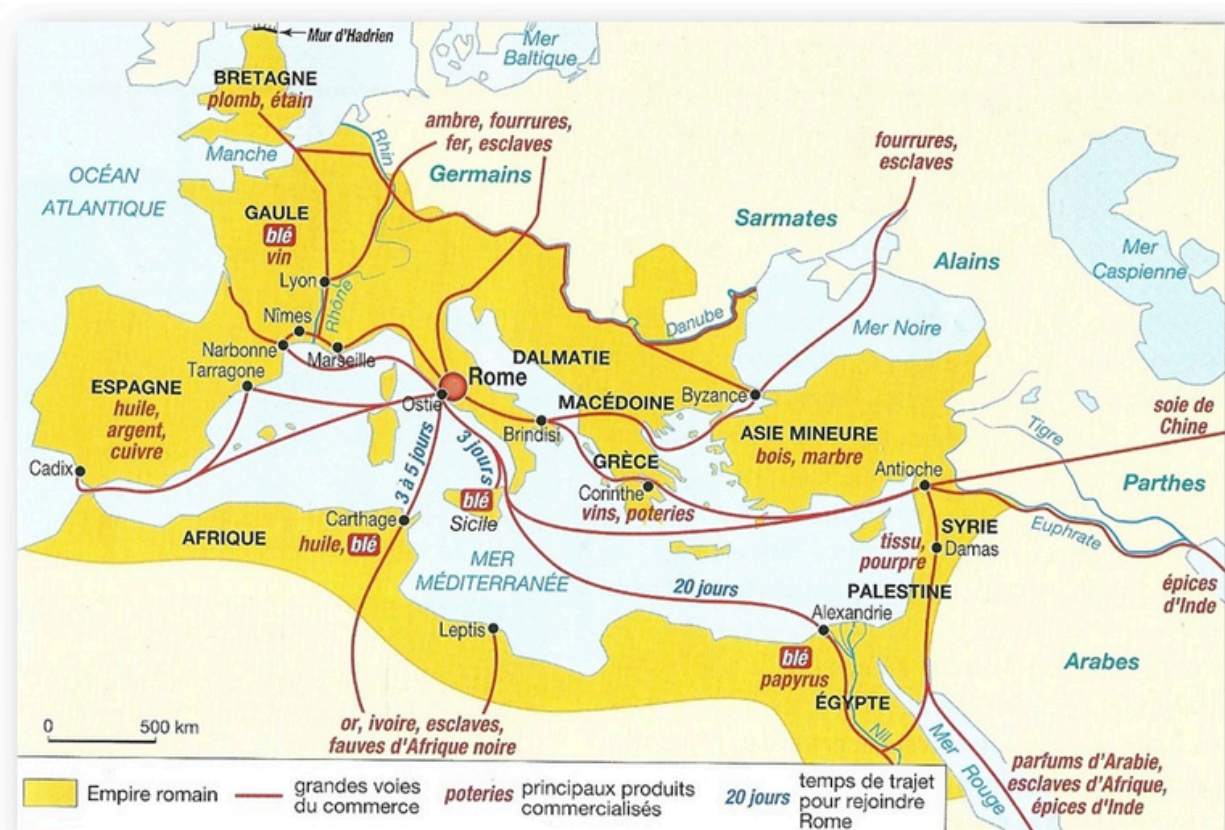 Mur d'Hadrien
Mer
Baltique
BRETAGNE
plomb, étain
ambre, fourrures,
fer, esclaves
Rhin
fourrures,
esclaves
Manche
OCÉAN
ATLANTIQUE
Germains
GAULE
blé
vin
Sarmates
Alains
Mer
Caspienne
Lyon
Rhône
Nîmes
Danube
Mer Noire
Narbonne
Marseille
Tarragone
DALMATIE
Rome
ESPAGNE
huile,
argent,
cuivre
Ostie
MACÉDOINE
Byzance
Brindisi
ASIE MINEURE
bois, marbre
soie de
Chine
Tigre
Cadix
3 à 5 jours
3 jours
GRÈCE
Antioche
Parthes
Corinthe
vins, poteries
blé
Sicile
Carthage
huile, blé
AFRIQUE
SYRIE
Euphrate
tissu,
pourpre
Damas
MER
MÉDITERRANÉE
20 jours
PALESTINE
épices
d'Inde
Alexandrie
Leptis
blé
papyrus
Arabes
ÉGYPTE
Nil
0 500 km
or, ivoire, esclaves,
fauves d'Afrique noire
Mer Rouge
parfums d'Arabie,
esclaves d'Afrique,
épices d'Inde
Empire romain
grandes voies
du commerce
poteries principaux produits
commercialisés
20 jours temps de trajet
pour rejoindre
Rome